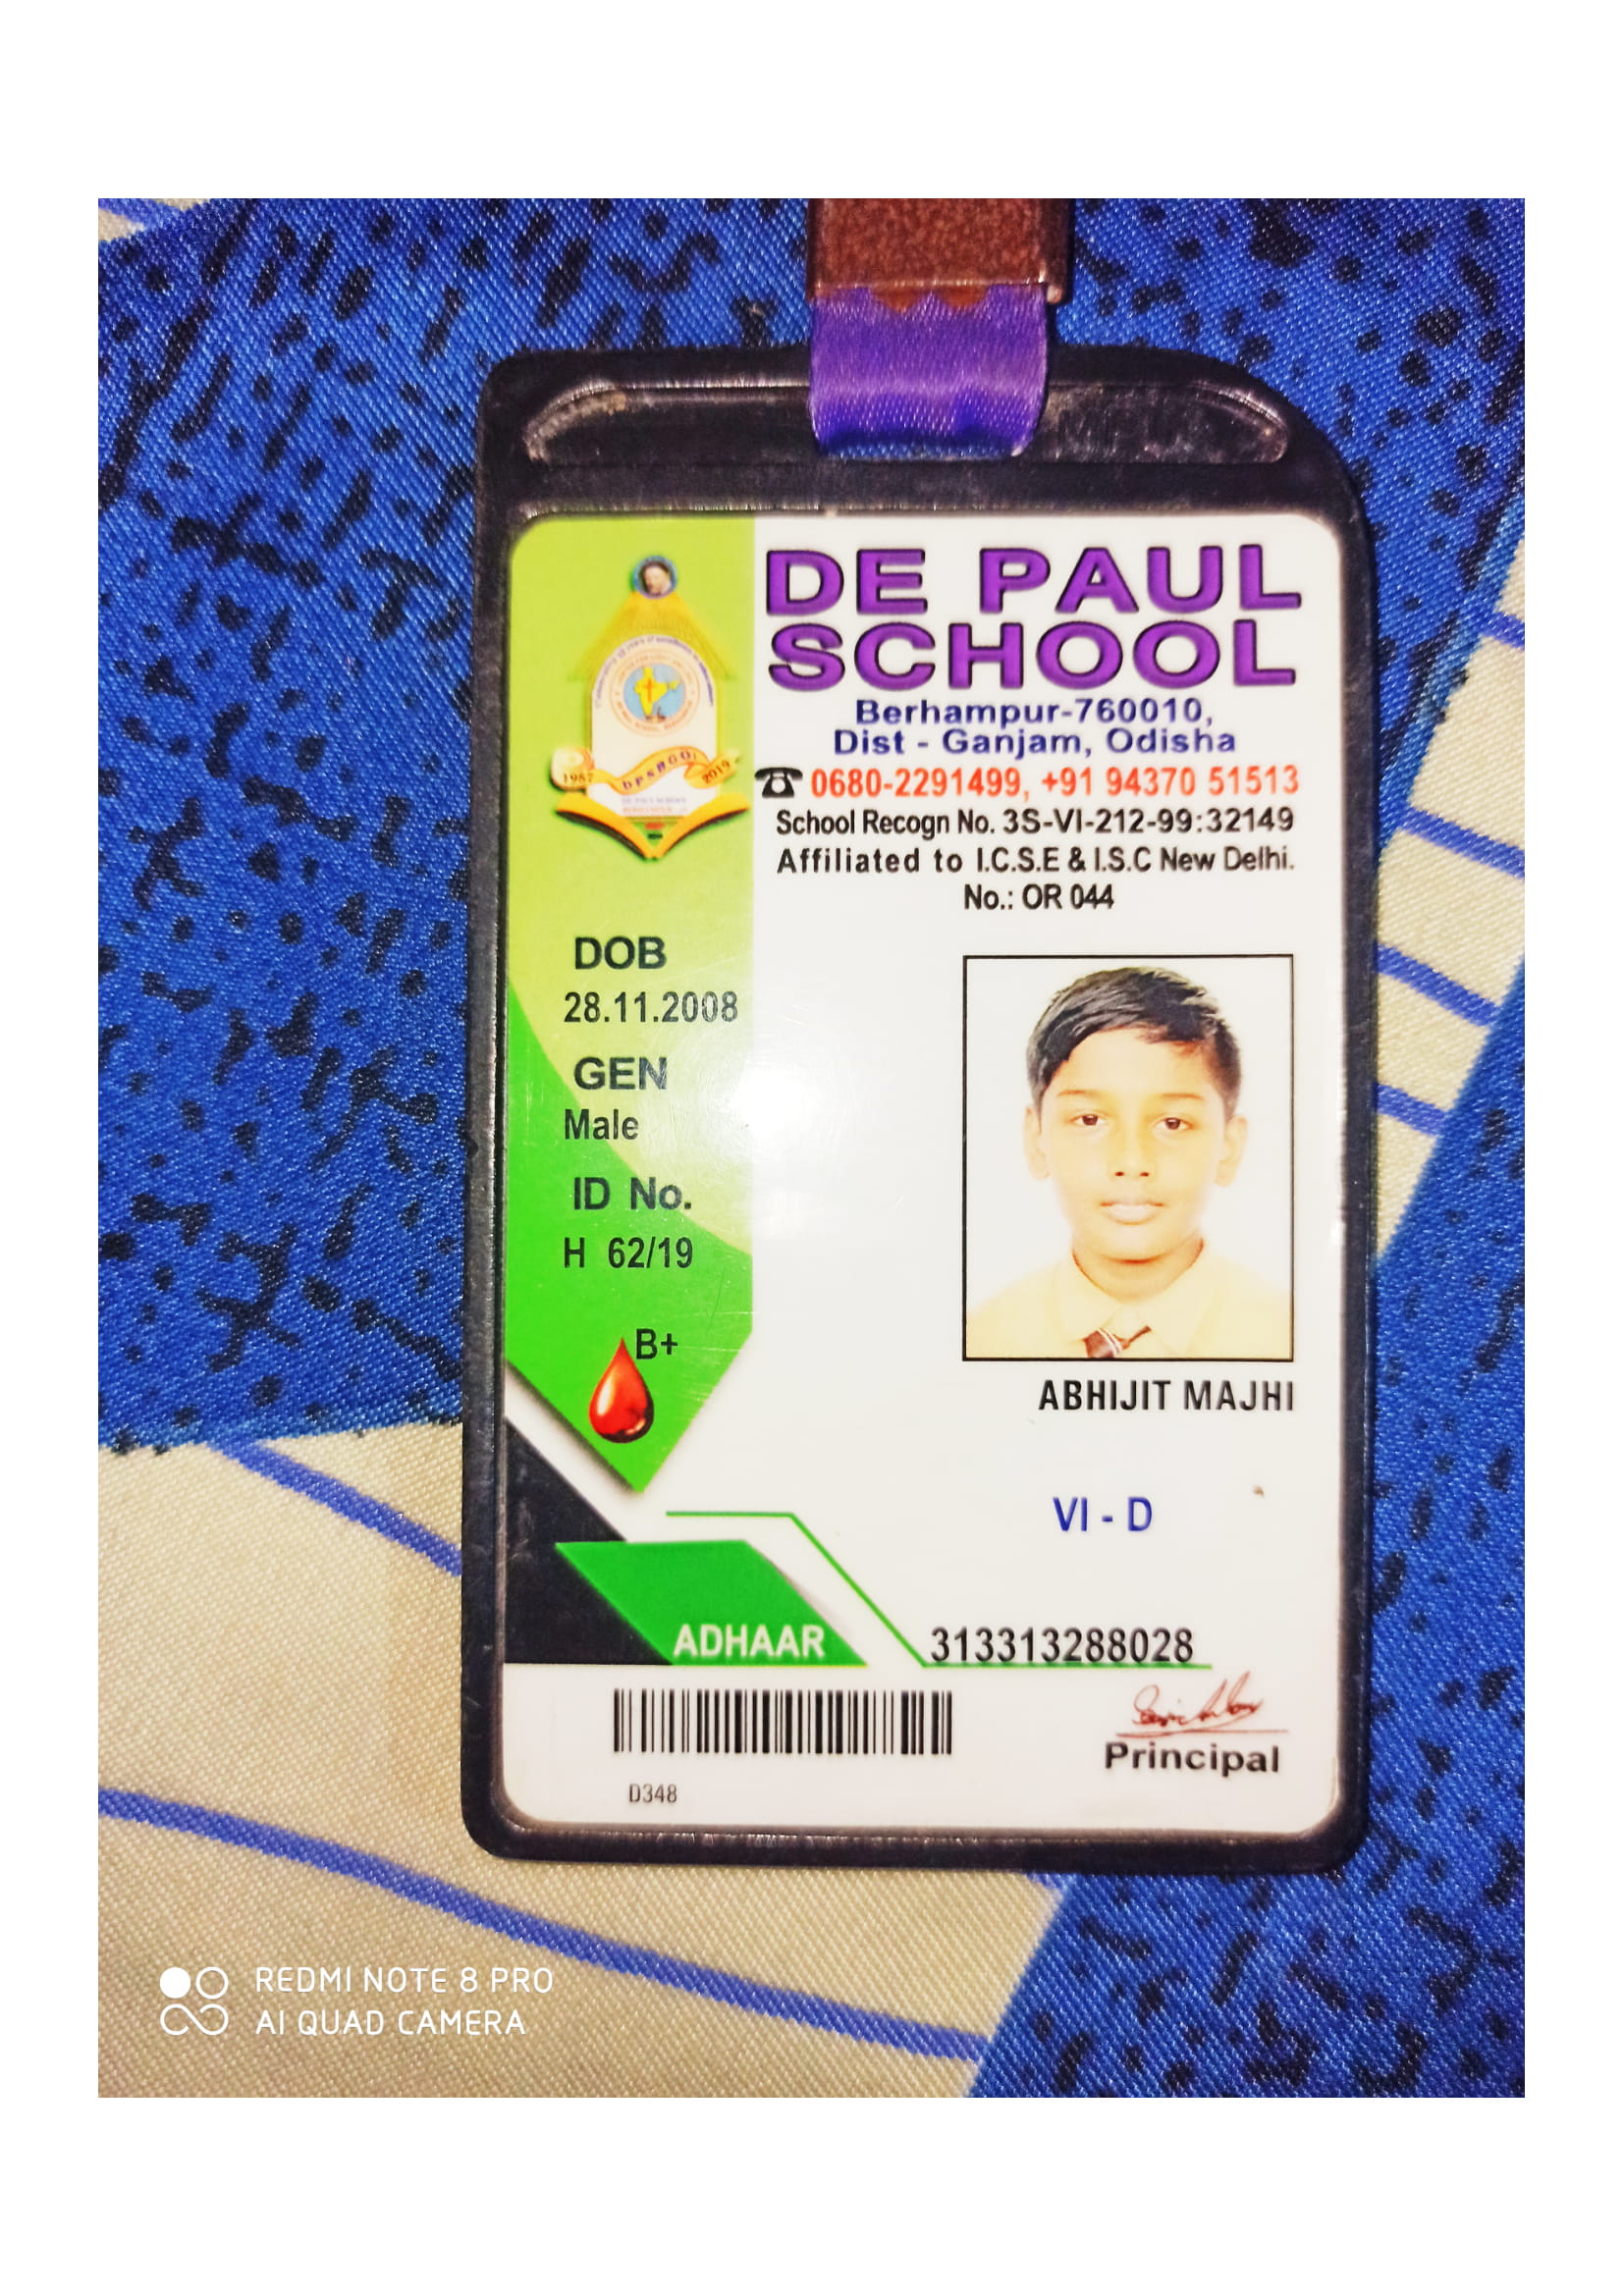 DE PAUL
SCHOOL
Berhampur-760010,
Dist - Ganjam, Odisha
0680-2291499, +91 94370 51513
School Recogn No. 3S-VI-212-99:32149
Affiliated to I.C.S.E & I.S.C New Delhi.
No.: OR 044
1987
DPSBGOI
2019
DOB
28.11.2008
GEN
Male
ID No.
H 62/19
B+
ABHIJIT MAJHI
VI - D
ADHAAR 313313288028
Principal
D348
REDMI NOTE 8 PRO
AI QUAD CAMERA